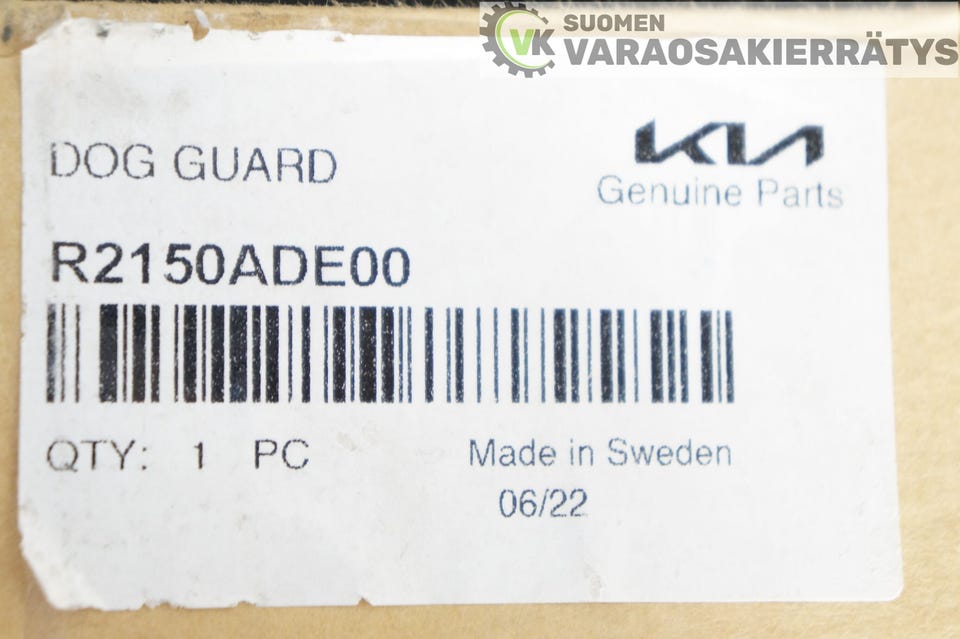 VK SUOMEN
VARAOSAKIERRÄTYS
KIA
DOG GUARD
Genuine Parts
R2150ADE00
QTY: 1 PC
Made in Sweden
06/22